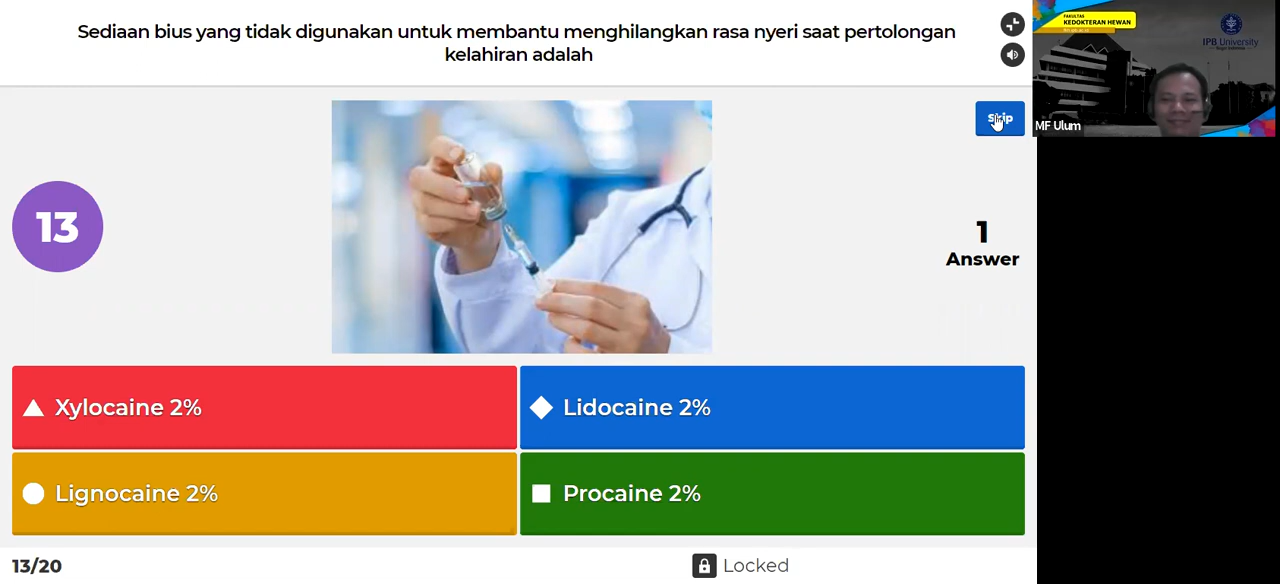 Sediaan bius yang tidak digunakan untuk membantu menghilangkan rasa nyeri saat pertolongan
kelahiran adalah
FAKULTAS
KEDOKTERAN HEWAN
IPB University
MF Ulum
Skip
13
1
Answer
Xylocaine 2%
Lidocaine 2%
Lignocaine 2%
Procaine 2%
13/20
Locked